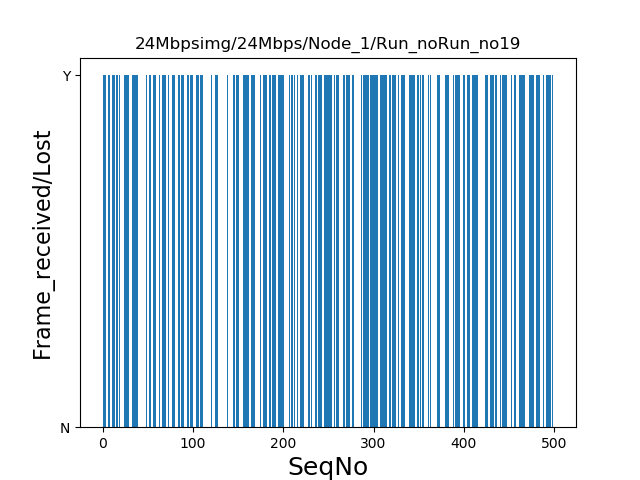 24Mbpsimg/24Mbps/Node_1/Run_noRun_no19
Y
Frame_received/Lost
N
0 100 200 300 400 500
SeqNo